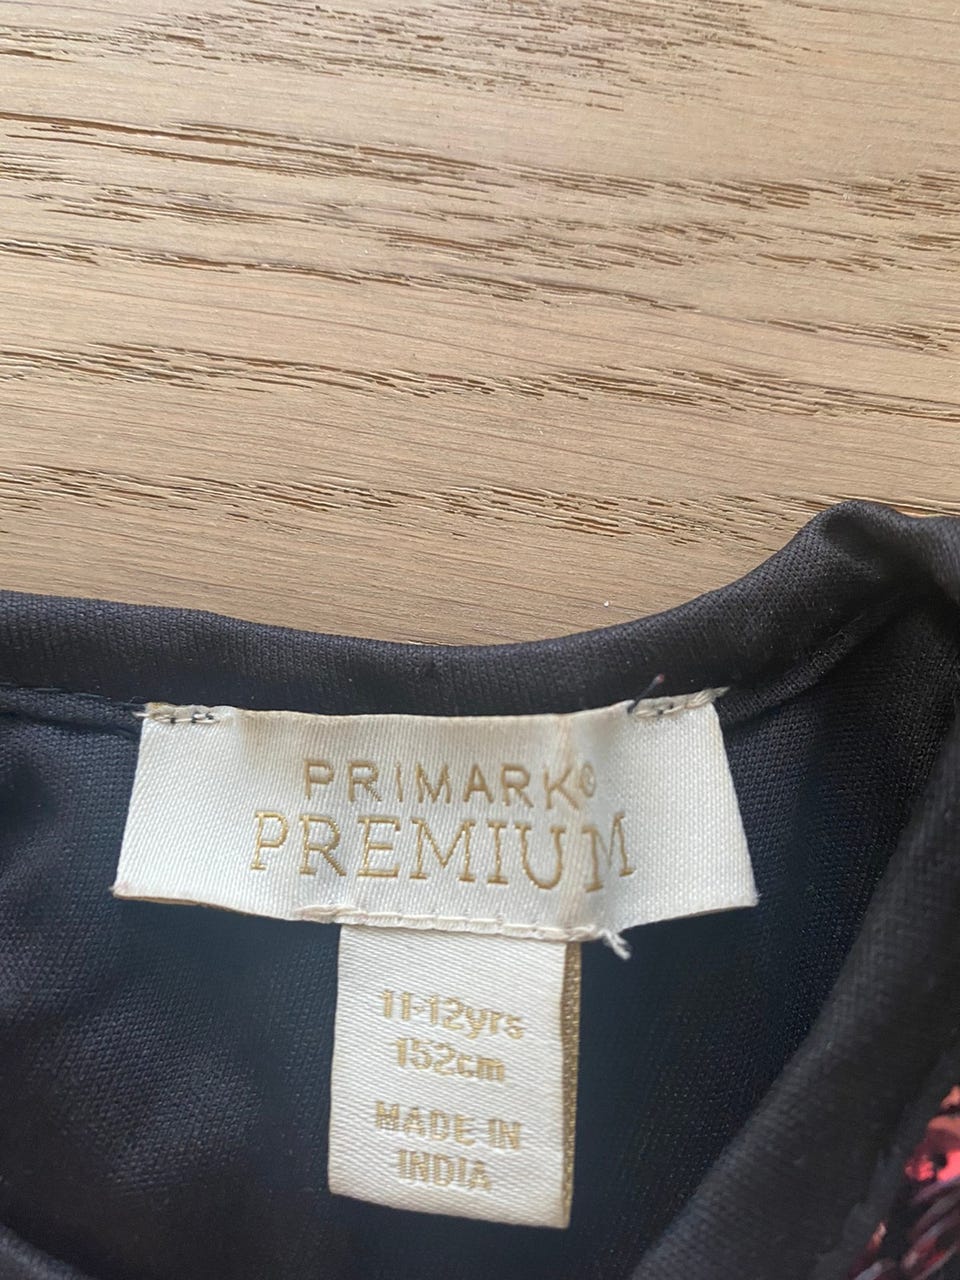 PRIMARK®
PREMIUM
11-12yrs
152cm
MADE IN
INDIA